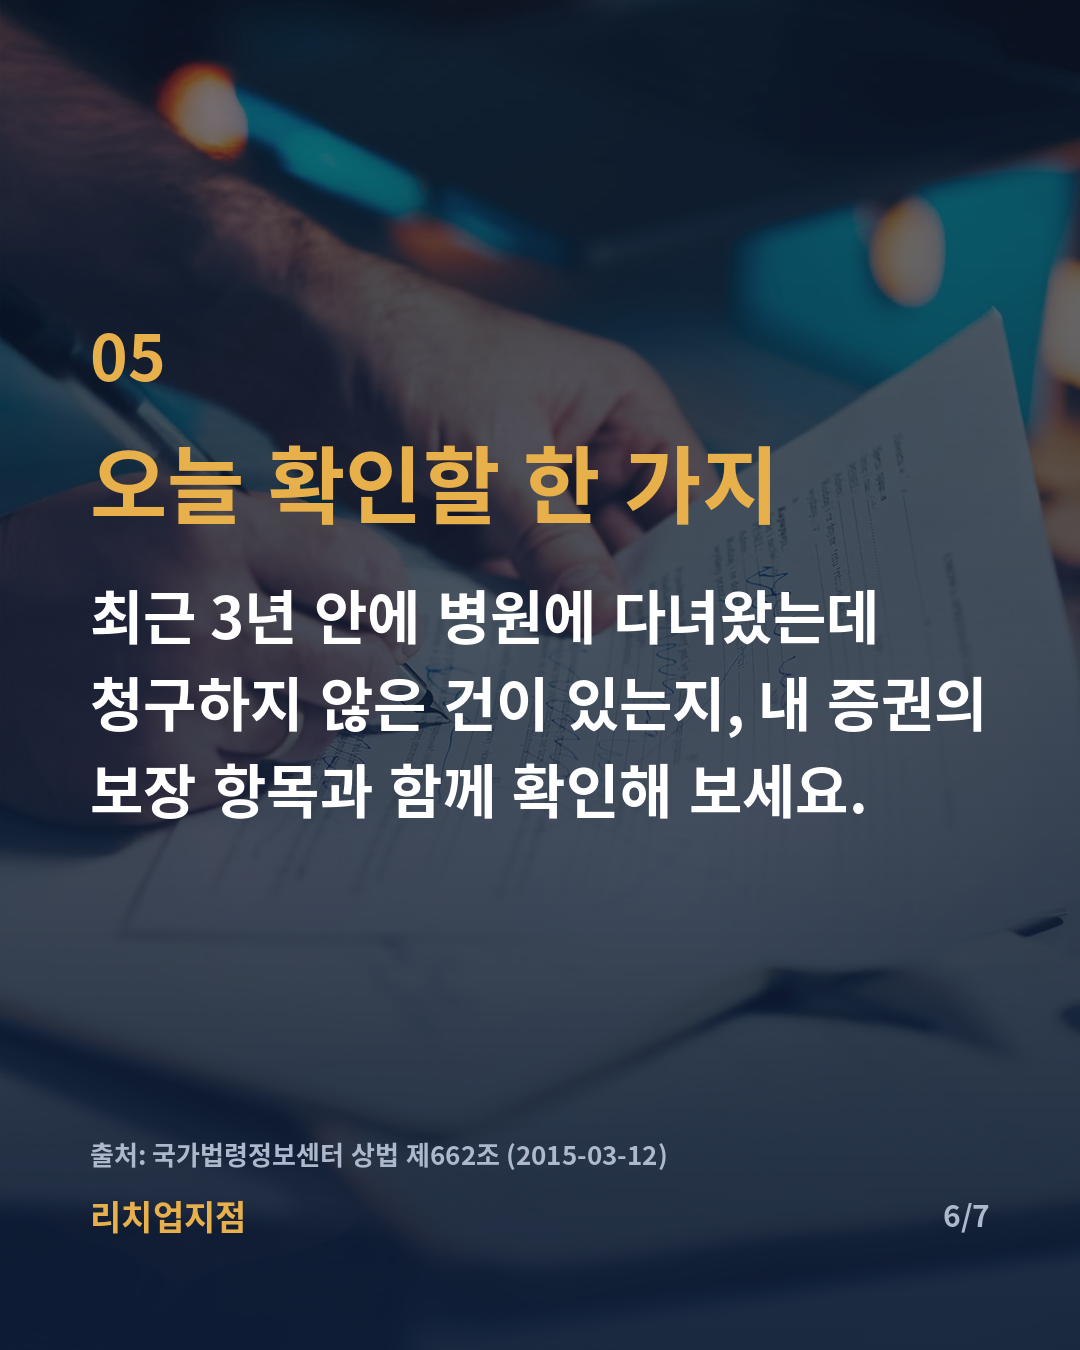 05
오늘 확인할 한 가지
최근 3년 안에 병원에 다녀왔는데
청구하지 않은 건이 있는지, 내 증권의
보장 항목과 함께 확인해 보세요.
출처: 국가법령정보센터 상법 제662조 (2015-03-12)
리치업지점
6/7